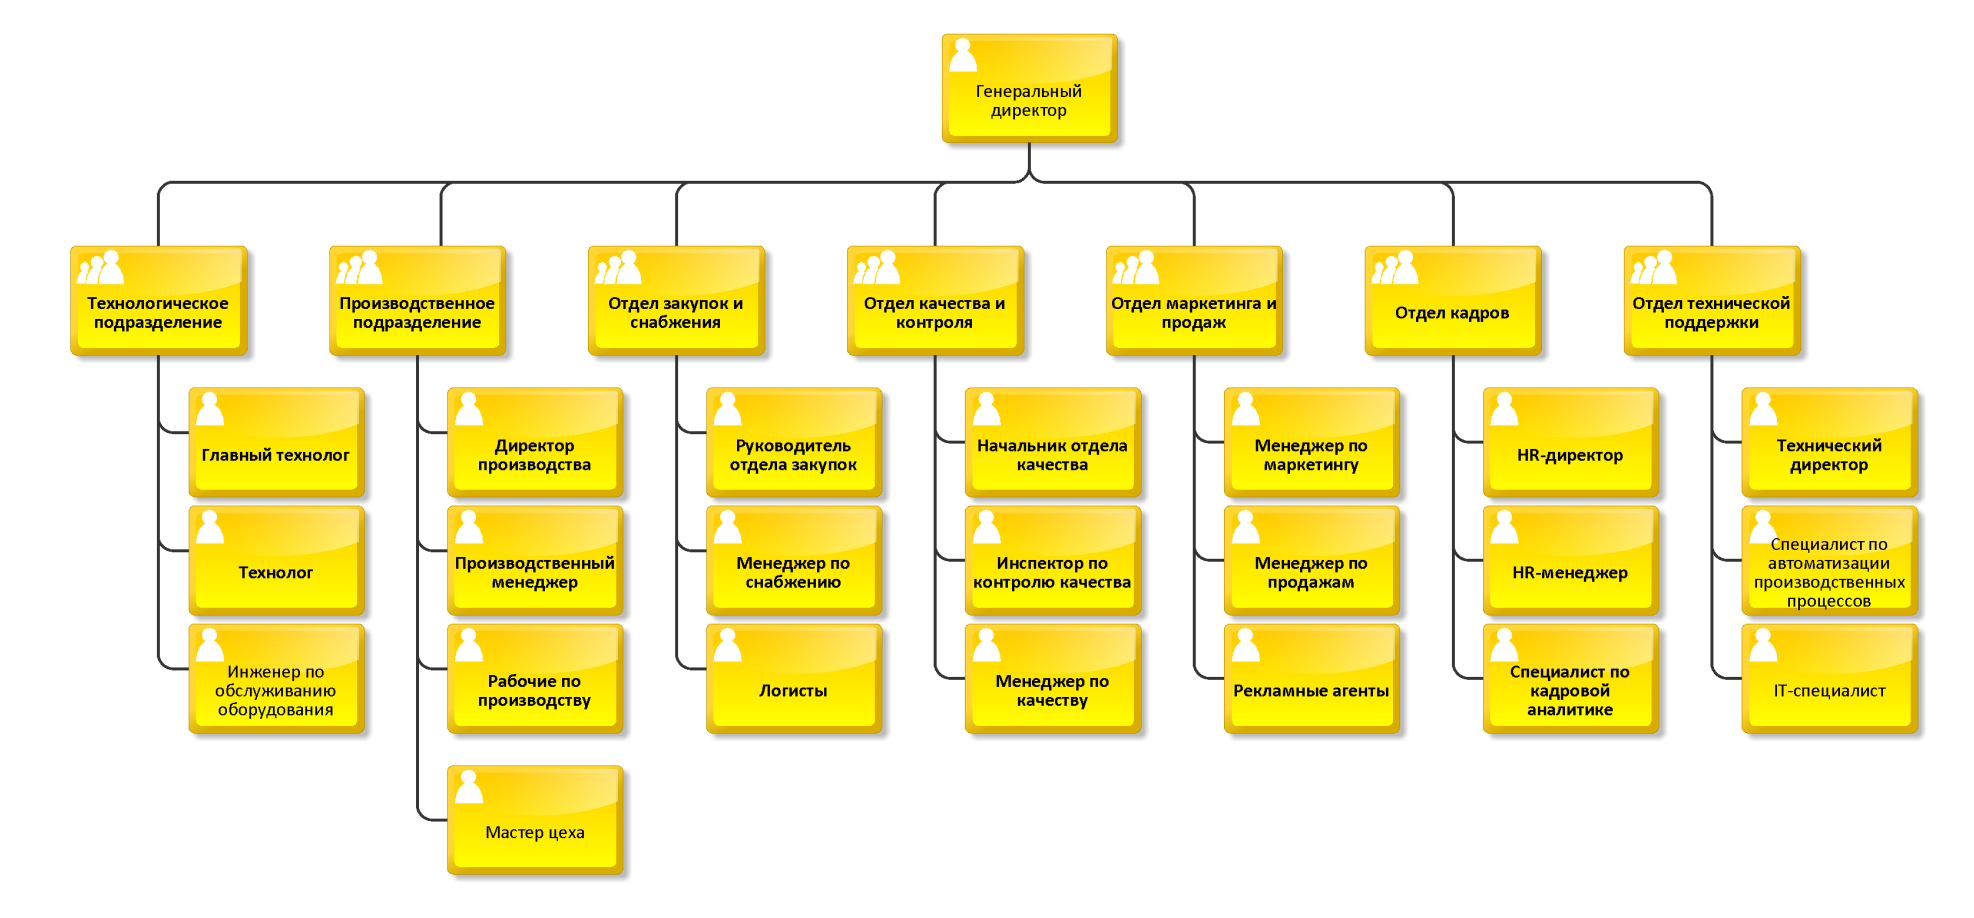 Генеральный
директор
Технологическое
подразделение
Производственное
подразделение
Отдел закупок и
снабжения
Отдел качества и
контроля
Отдел маркетинга и
продаж
Отдел кадров
Отдел технической
поддержки
Главный технолог
Технолог
Инженер по
обслуживанию
оборудования
Директор
производства
Производственный
менеджер
Рабочие по
производству
Мастер цеха
Руководитель
отдела закупок
Менеджер по
снабжению
Логисты
Начальник отдела
качества
Инспектор по
контролю качества
Менеджер по
качеству
Менеджер по
маркетингу
Менеджер по
продажам
Рекламные агенты
HR-директор
HR-менеджер
Специалист по
кадровой
аналитике
Технический
директор
Специалист по
автоматизации
производственных
процессов
IT-специалист